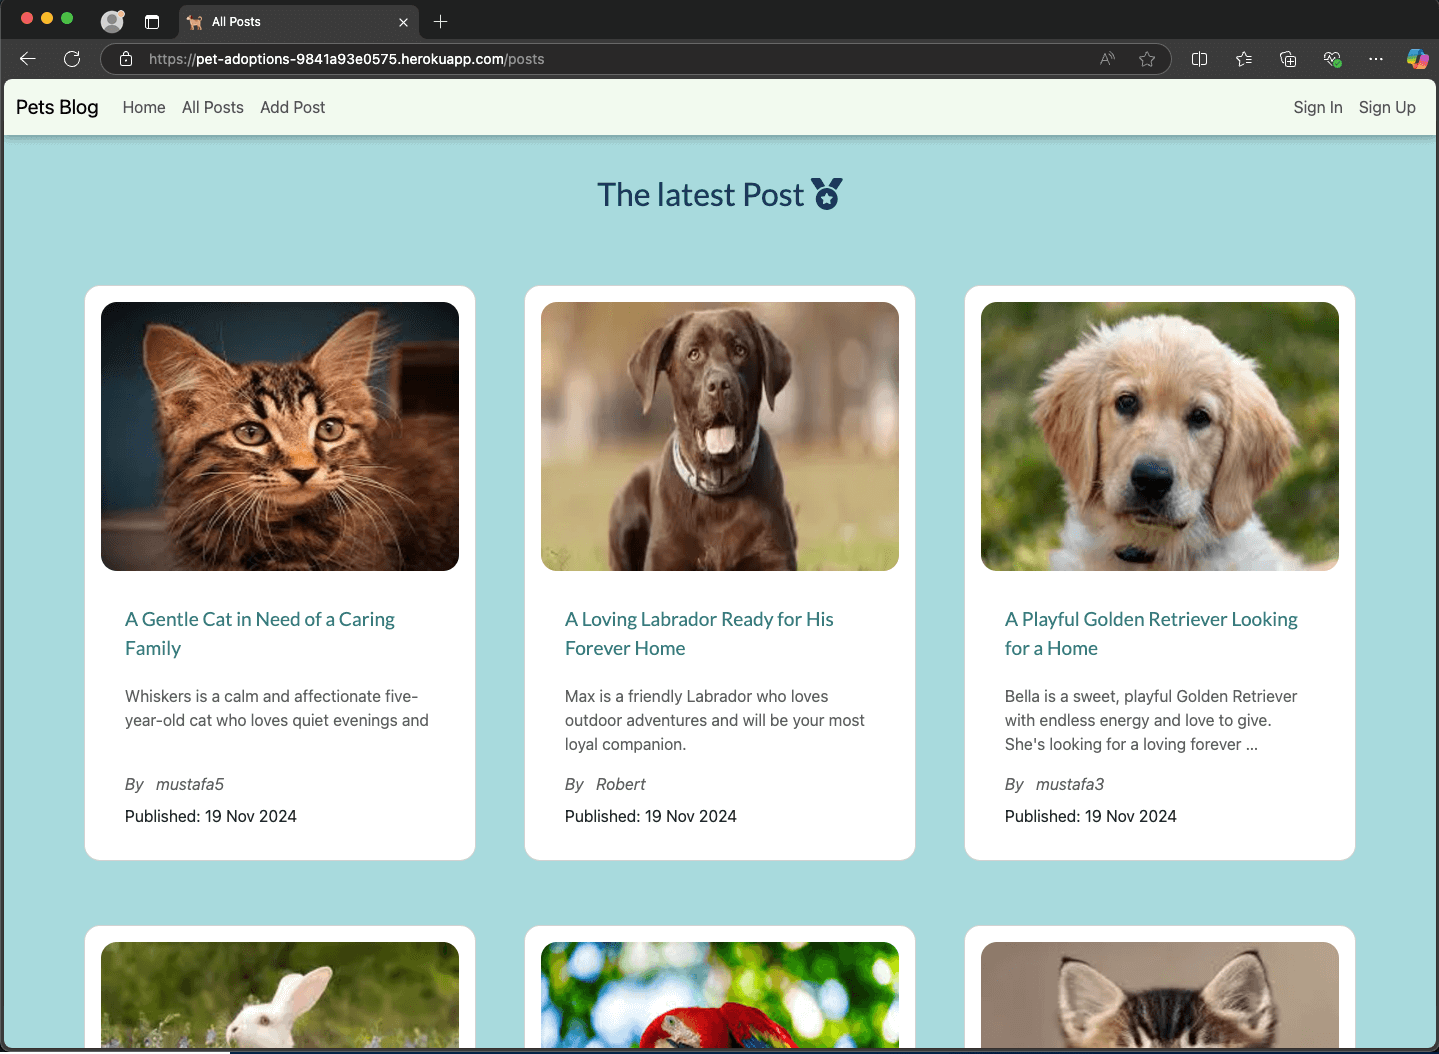 All Posts
https://pet-adoptions-9841a93e0575.herokuapp.com/posts
Pets Blog Home All Posts Add Post Sign In Sign Up
The latest Post
A Gentle Cat in Need of a Caring
Family
Whiskers is a calm and affectionate five-
year-old cat who loves quiet evenings and
By mustafa5
Published: 19 Nov 2024
A Loving Labrador Ready for His
Forever Home
Max is a friendly Labrador who loves
outdoor adventures and will be your most
loyal companion.
By Robert
Published: 19 Nov 2024
A Playful Golden Retriever Looking
for a Home
Bella is a sweet, playful Golden Retriever
with endless energy and love to give.
She's looking for a loving forever ...
By mustafa3
Published: 19 Nov 2024